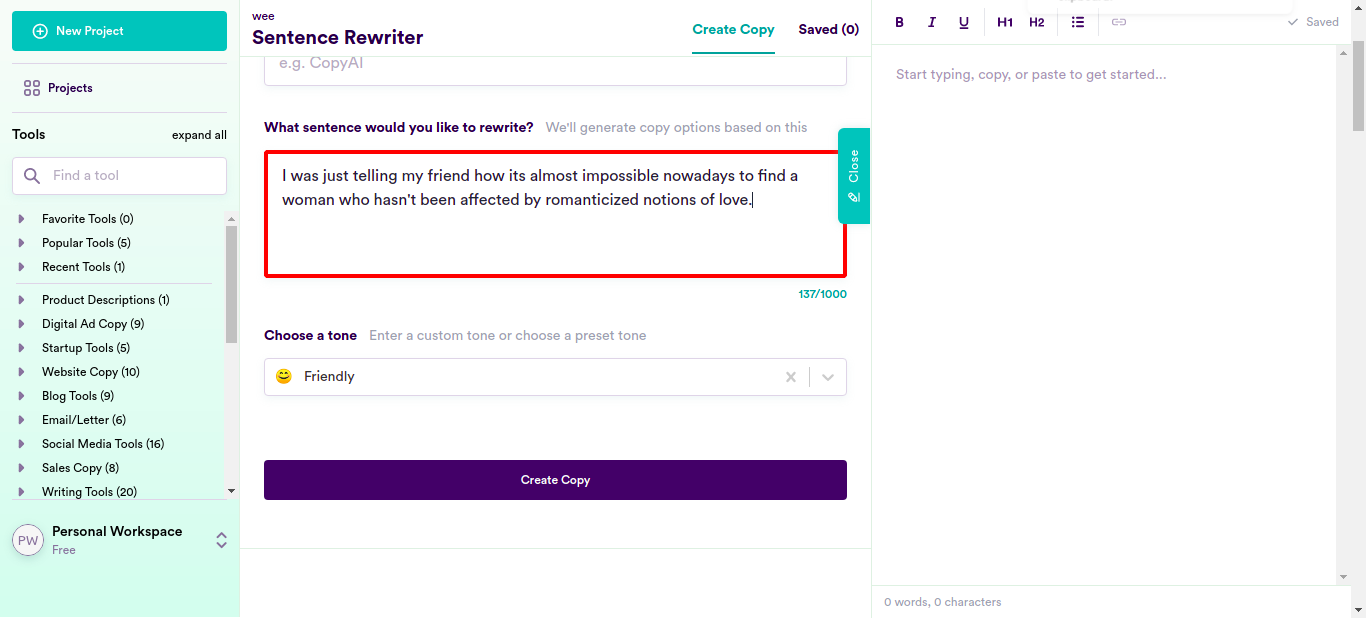 New Project
Projects
Tools
expand all
Find a tool
Favorite Tools (0)
Popular Tools (5)
Recent Tools (1)
Product Descriptions (1)
Digital Ad Copy (9)
Startup Tools (5)
Website Copy (10)
Blog Tools (9)
Email/Letter (6)
Social Media Tools (16)
Sales Copy (8)
Writing Tools (20)
PW
Personal Workspace
Free
wee
Sentence Rewriter
Create Copy
Saved (0)
e.g. CopyAI
What sentence would you like to rewrite? We'll generate copy options based on this
I was just telling my friend how its almost impossible nowadays to find a
woman who hasn't been affected by romanticized notions of love.
137/1000
Close
Choose a tone Enter a custom tone or choose a preset tone
Friendly
Create Copy
B I U H1 H2
Saved
Start typing, copy, or paste to get started...
0 words, 0 characters